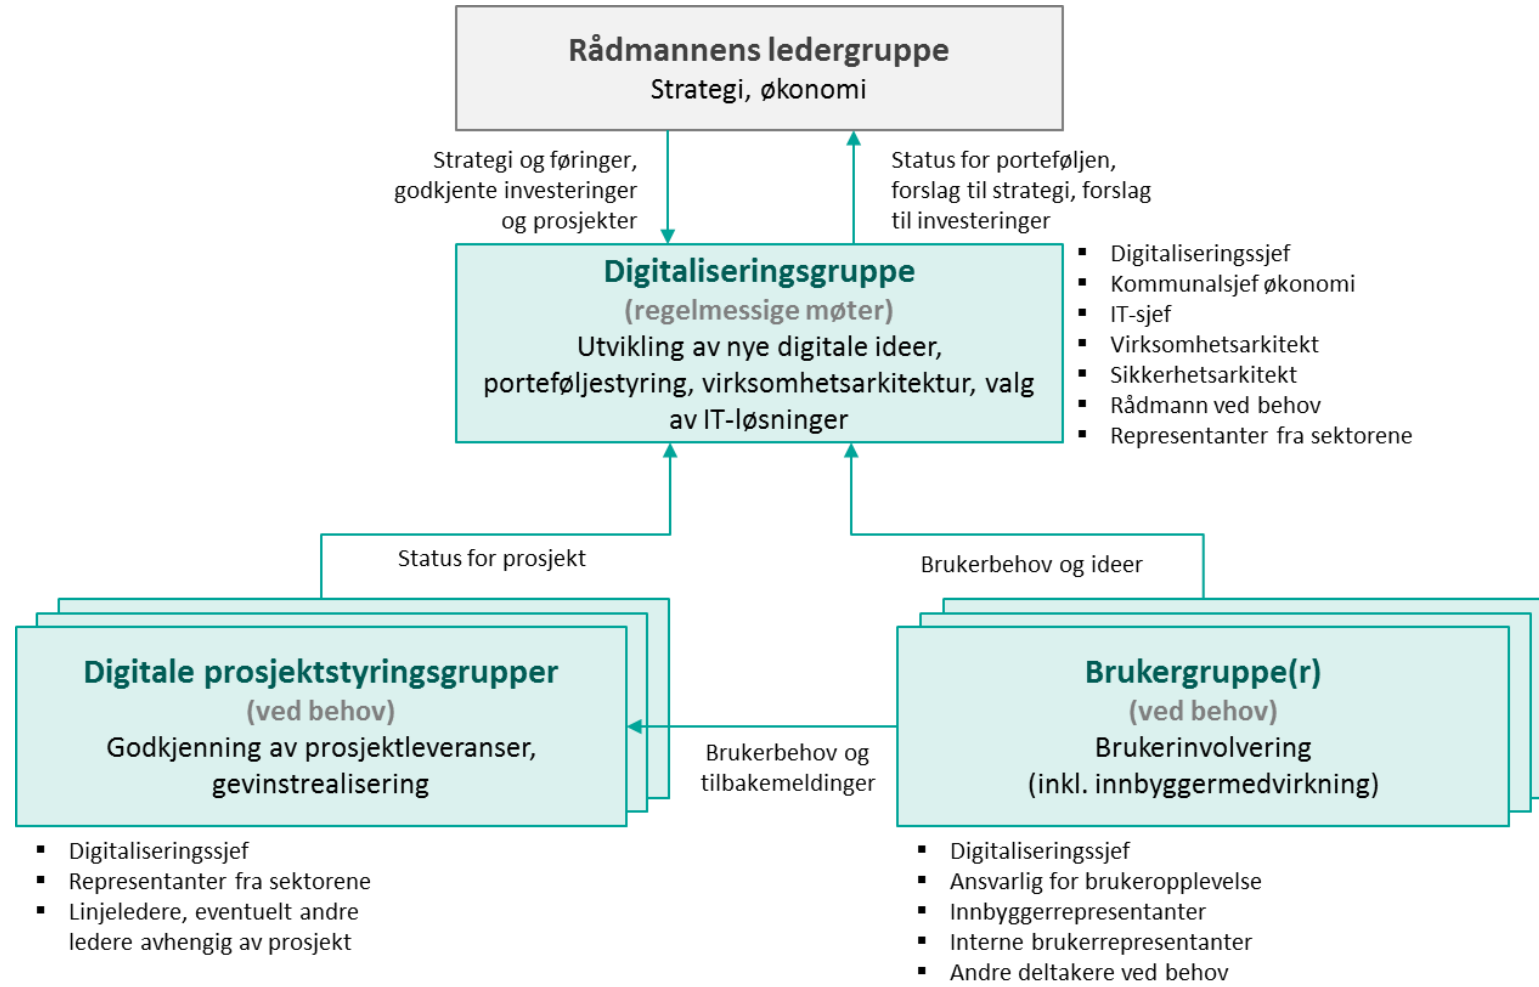 Rådmannens ledergruppe
Strategi, økonomi
Strategi og føringer,
godkjente investeringer
og prosjekter
Status for porteføljen,
forslag til strategi, forslag
til investeringer
Digitaliseringsgruppe
(regelmessige møter)
Utvikling av nye digitale ideer,
porteføljestyring, virksomhetsarkitektur, valg
av IT-løsninger
▪ Digitaliseringssjef
▪ Kommunalsjef økonomi
▪ IT-sjef
▪ Virksomhetsarkitekt
▪ Sikkerhetsarkitekt
▪ Rådmann ved behov
▪ Representanter fra sektorene
Status for prosjekt
Brukerbehov og ideer
Digitale prosjektstyringsgrupper
(ved behov)
Godkjenning av prosjektleveranser,
gevinstrealisering
Brukerbehov og
tilbakemeldinger
Brukergruppe(r)
(ved behov)
Brukerinvolvering
(inkl. innbyggermedvirkning)
▪ Digitaliseringssjef
▪ Representanter fra sektorene
▪ Linjeledere, eventuelt andre
ledere avhengig av prosjekt
▪ Digitaliseringssjef
▪ Ansvarlig for brukeropplevelse
▪ Innbyggerrepresentanter
▪ Interne brukerrepresentanter
▪ Andre deltakere ved behov